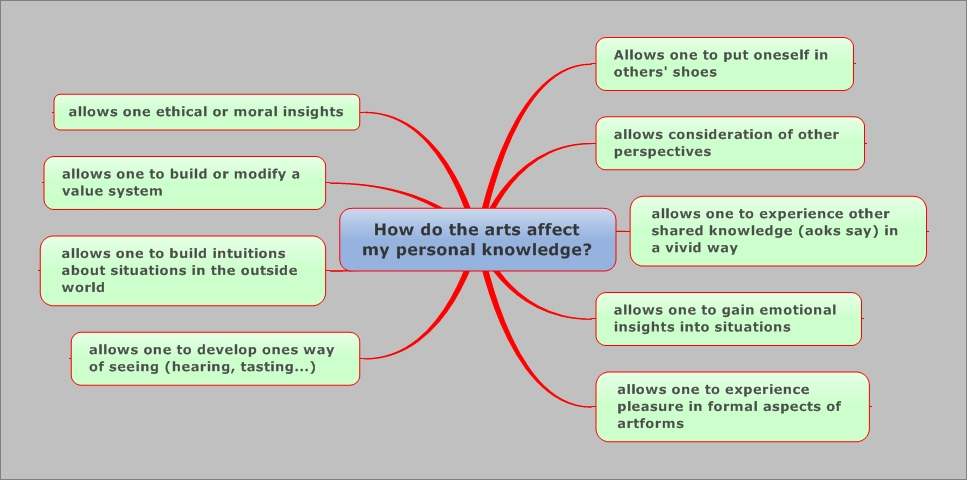 How do the arts affect
my personal knowledge?
Allows one to put oneself in
others' shoes
allows consideration of other
perspectives
allows one to experience other
shared knowledge (aoks say) in
a vivid way
allows one to gain emotional
insights into situations
allows one to experience
pleasure in formal aspects of
artforms
allows one ethical or moral insights
allows one to build or modify a
value system
allows one to build intuitions
about situations in the outside
world
allows one to develop ones way
of seeing (hearing, tasting...)